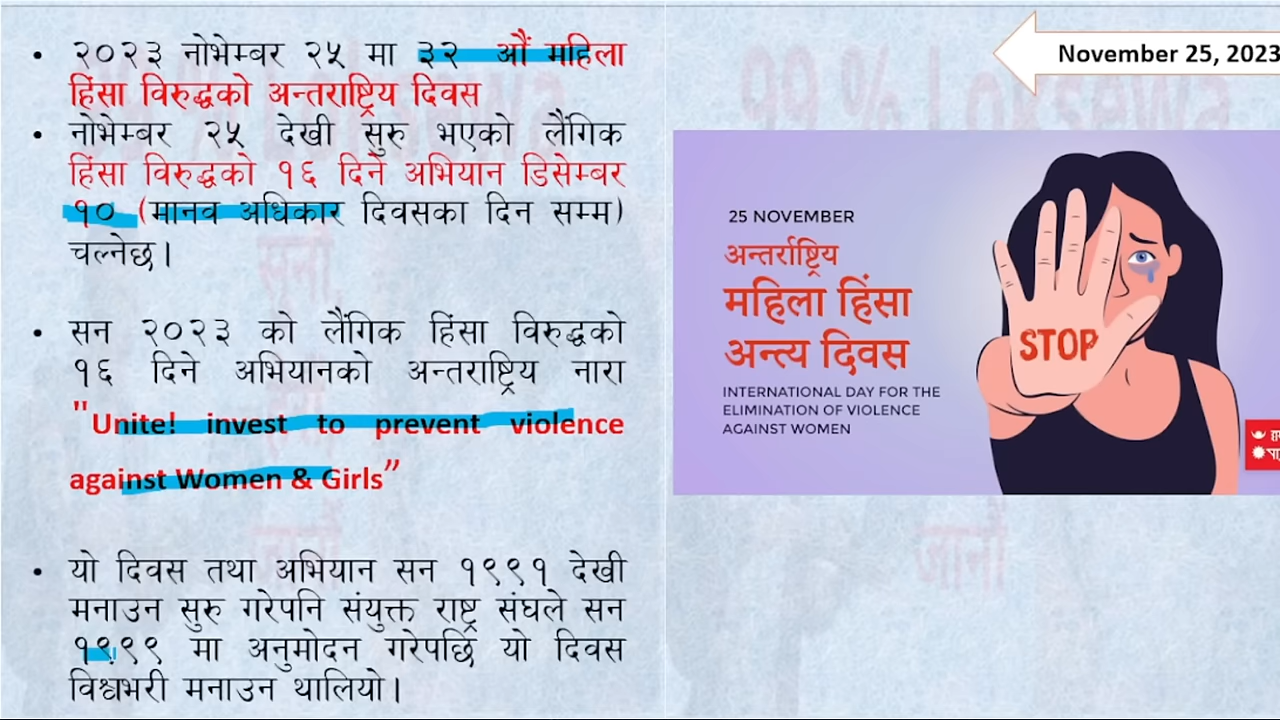 • २०२३ नोभेम्बर २५ मा ३२ औं महिला
हिंसा विरुद्धको अन्तराष्ट्रिय दिवस
• नोभेम्बर २५ देखी सुरु भएको लैंगिक
हिंसा विरुद्धको १६ दिने अभियान डिसेम्बर
१० (मानव अधिकार दिवसका दिन सम्म)
चल्नेछ।
• सन २०२३ को लैंगिक हिंसा विरुद्धको
१६ दिने अभियानको अन्तराष्ट्रिय नारा
"Unite! invest to prevent violence
against Women & Girls”
• यो दिवस तथा अभियान सन १९९१ देखी
मनाउन सुरु गरेपनि संयुक्त राष्ट्र संघले सन
१९९९ मा अनुमोदन गरेपछि यो दिवस
विश्वभरी मनाउन थालियो।
November 25, 2023
99 % Loksewa
25 NOVEMBER
अन्तर्राष्ट्रिय
महिला हिंसा
अन्त्य दिवस
INTERNATIONAL DAY FOR THE
ELIMINATION OF VIOLENCE
AGAINST WOMEN
STOP
जानौं